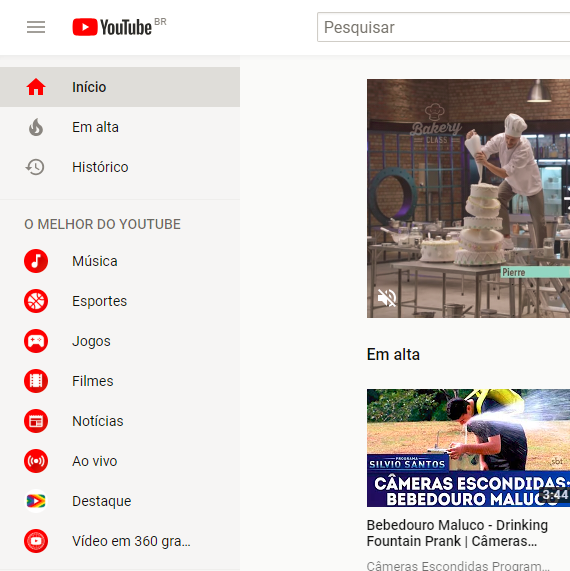 YouTube BR
Pesquisar
Início
Em alta
Histórico
O MELHOR DO YOUTUBE
Música
Esportes
Jogos
Filmes
Notícias
Ao vivo
Destaque
Vídeo em 360 gra...
Bakery
CLASS
Pierre
Em alta
PROGRAMA
SILVIO SANTOS
sbt
CÂMERAS ESCONDIDAS:
BEBEDOURO MALUCO
3:44
Bebedouro Maluco - Drinking
Fountain Prank | Câmeras...
Câmeras Escondidas Program...